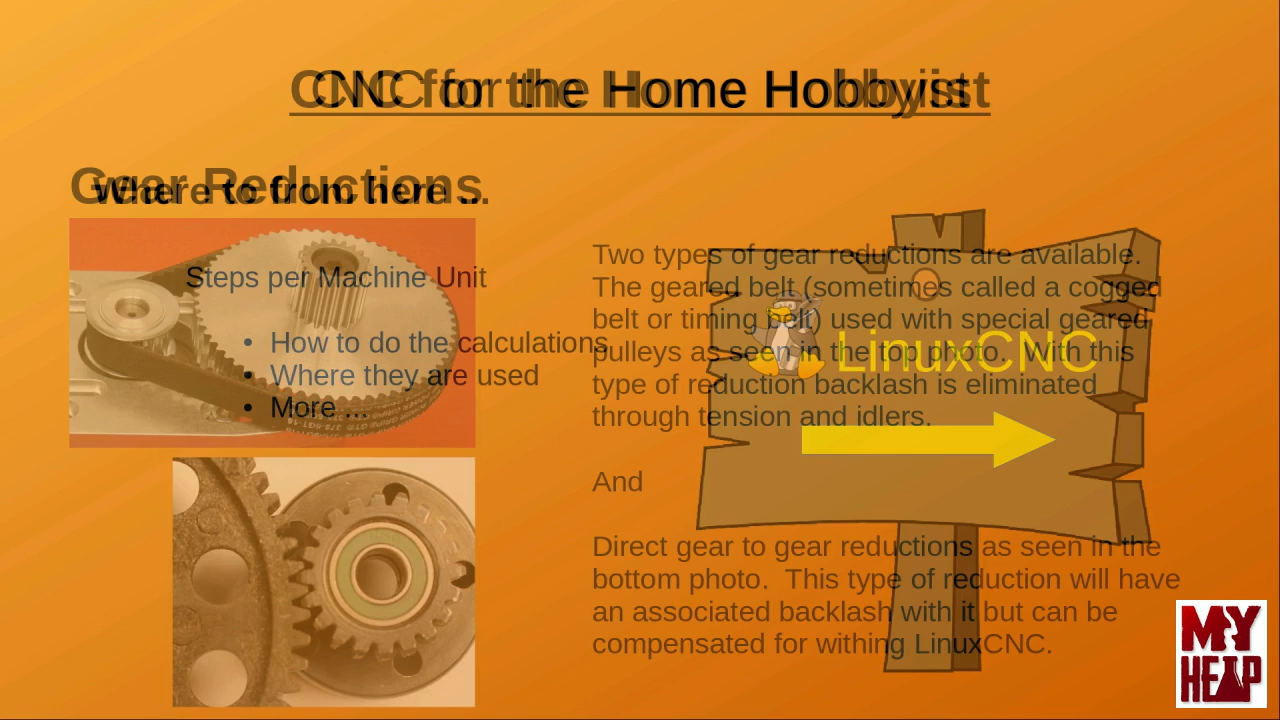 CNC for the Home Hobbyist
CNC for the Home Hobbyist
Gear Reductions
Where to from here ...
Steps per Machine Unit
• How to do the calculations
• Where they are used
• More ...
Two types of gear reductions are available.
The geared belt (sometimes called a cogged
belt or timing belt) used with special geared
pulleys as seen in the top photo.  With this
type of reduction backlash is eliminated
through tension and idlers.
And
Direct gear to gear reductions as seen in the
bottom photo.  This type of reduction will have
an associated backlash with it but can be
compensated for withing LinuxCNC.
LinuxCNC
MY
HEAP